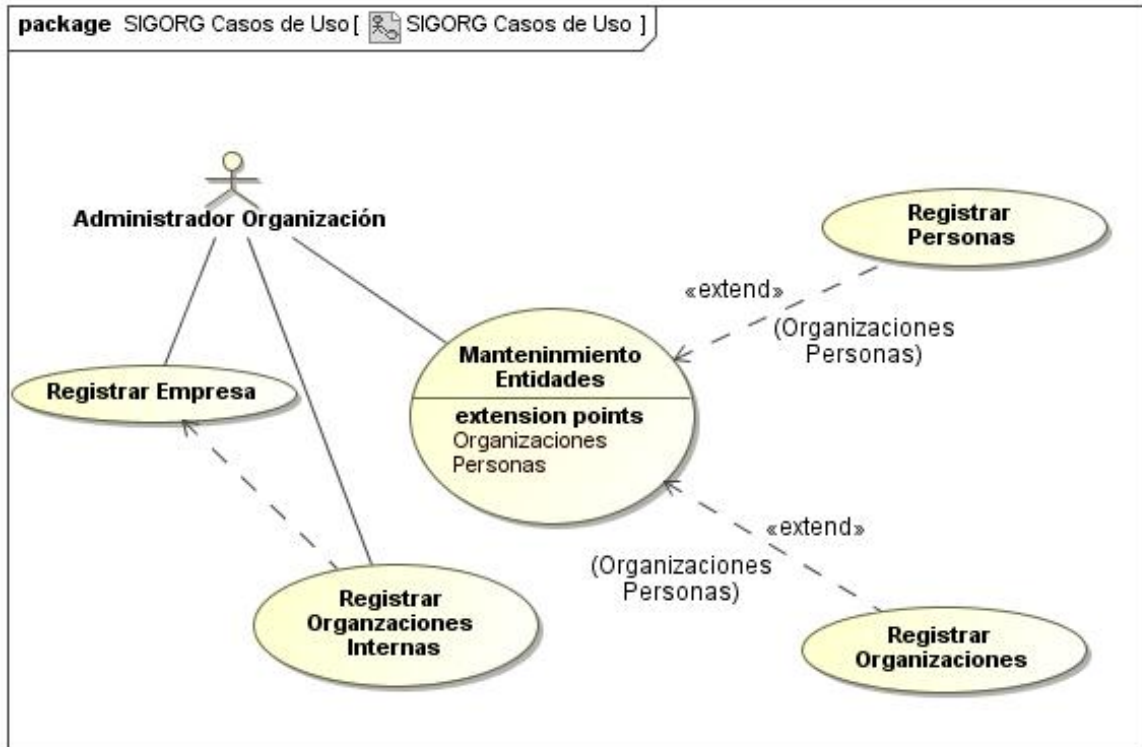 package SIGORG Casos de Uso [ SIGORG Casos de Uso ]
Administrador Organización
Registrar
Personas
«extend»
(Organizaciones
Personas)
Manteninmiento
Entidades
extension points
Organizaciones
Personas
Registrar Empresa
«extend»
(Organizaciones
Personas)
Registrar
Organzaciones
Internas
Registrar
Organizaciones